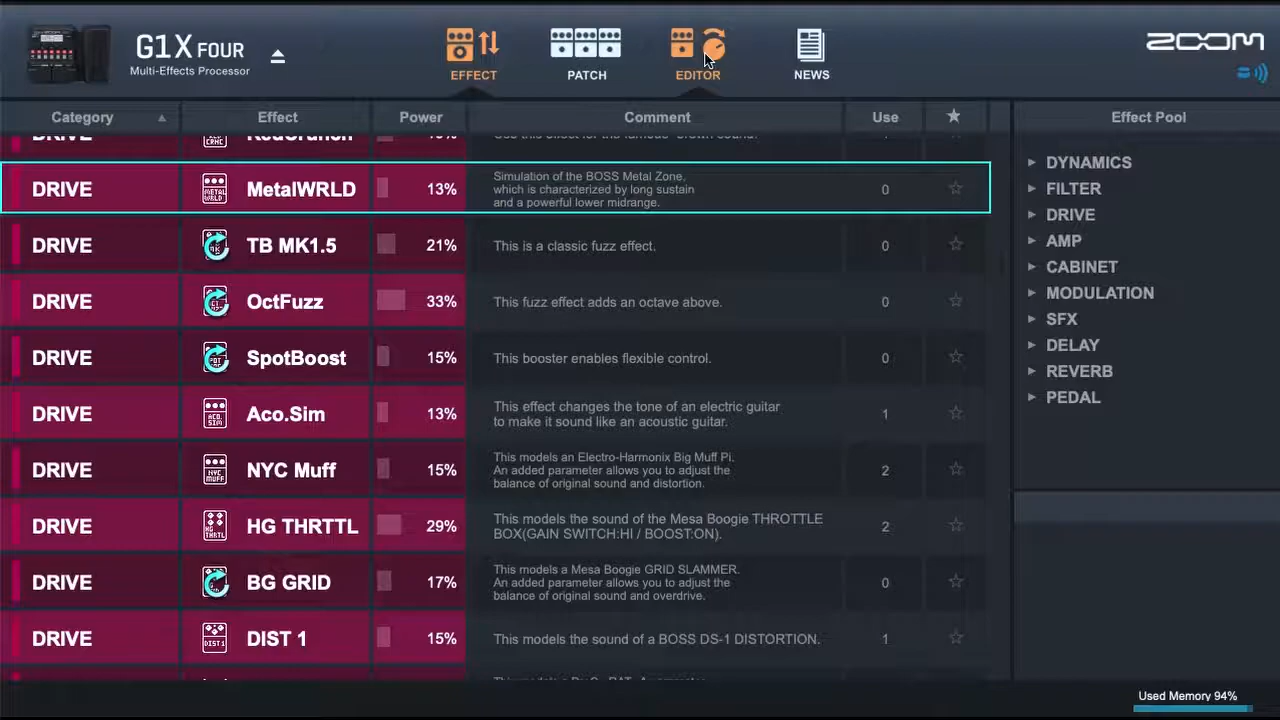 G1X FOUR
Multi-Effects Processor
EFFECT
PATCH
EDITOR
NEWS
ZOOM
Category
Effect
Power
Comment
Use
Effect Pool
DRIVE
MetalWRLD
13%
Simulation of the BOSS Metal Zone,
which is characterized by long sustain
and a powerful lower midrange.
0
DRIVE
TB MK1.5
21%
This is a classic fuzz effect.
0
DRIVE
OctFuzz
33%
This fuzz effect adds an octave above.
0
DRIVE
SpotBoost
15%
This booster enables flexible control.
0
DRIVE
Aco.Sim
13%
This effect changes the tone of an electric guitar
to make it sound like an acoustic guitar.
1
DRIVE
NYC Muff
15%
This models an Electro-Harmonix Big Muff Pi.
An added parameter allows you to adjust the
balance of original sound and distortion.
2
DRIVE
HG THRTTL
29%
This models the sound of the Mesa Boogie THROTTLE
BOX(GAIN SWITCH:HI / BOOST:ON).
2
DRIVE
BG GRID
17%
This models a Mesa Boogie GRID SLAMMER.
An added parameter allows you to adjust the
balance of original sound and overdrive.
0
DRIVE
DIST 1
15%
This models the sound of a BOSS DS-1 DISTORTION.
1
DYNAMICS
FILTER
DRIVE
AMP
CABINET
MODULATION
SFX
DELAY
REVERB
PEDAL
Used Memory 94%